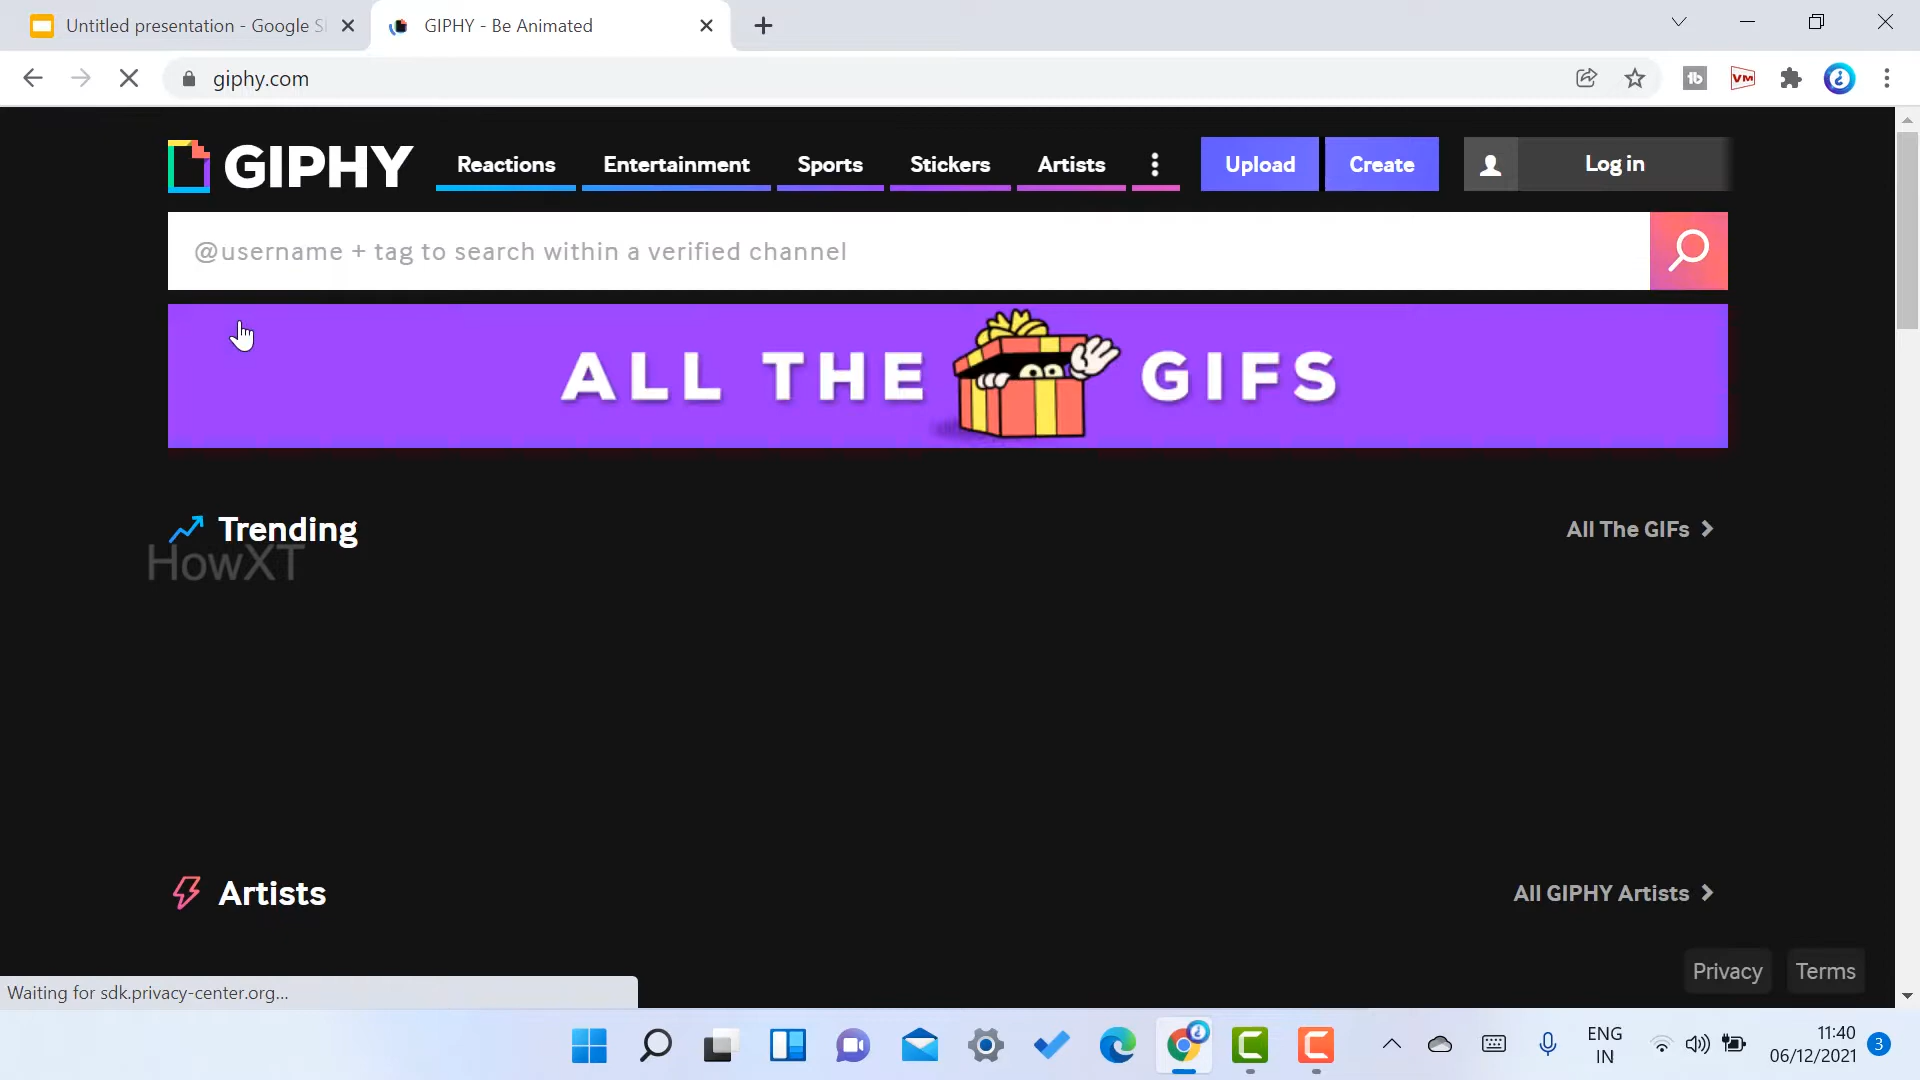 Untitled presentation - Google Sl
GIPHY - Be Animated
giphy.com
tb
VM
GIPHY
Reactions
Entertainment
Sports
Stickers
Artists
Upload
Create
Log in
@username + tag to search within a verified channel
ALL THE GIFS
Trending
All The GIFs
HowXT
Artists
All GIPHY Artists
Privacy
Terms
Waiting for sdk.privacy-center.org...
ENG
IN
11:40
06/12/2021
3